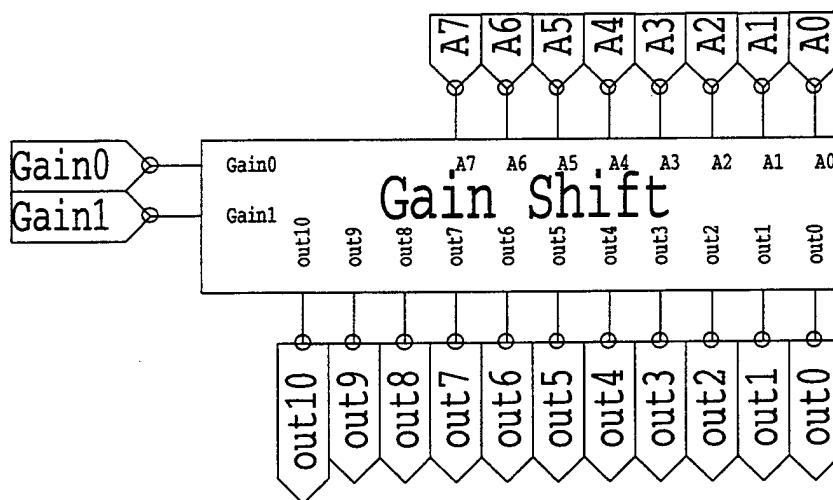 A7 A6 A5 A4 A3 A2 A1 A0
Gain0 Gain0 A7 A6 A5 A4 A3 A2 A1 A0
Gain Shift
Gain1 Gain1
out10 out9 out8 out7 out6 out5 out4 out3 out2 out1 out0
out10 out9 out8 out7 out6 out5 out4 out3 out2 out1 out0